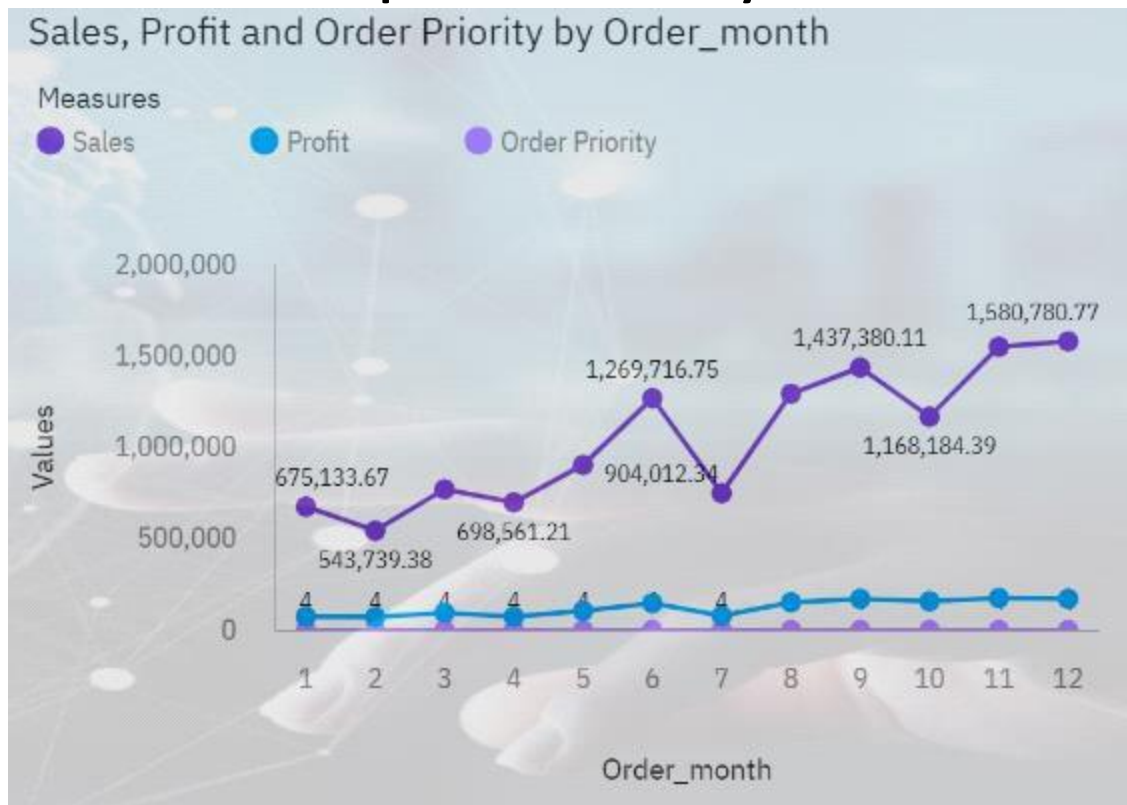 Sales, Profit and Order Priority by Order_month
Measures
Sales Profit Order Priority
2,000,000
1,500,000
1,000,000
500,000
0
Values
1,580,780.77
1,437,380.11
1,269,716.75
1,168,184.39
904,012.34
675,133.67
698,561.21
543,739.38
4 4 4 4 4 4 4
1 2 3 4 5 6 7 8 9 10 11 12
Order_month